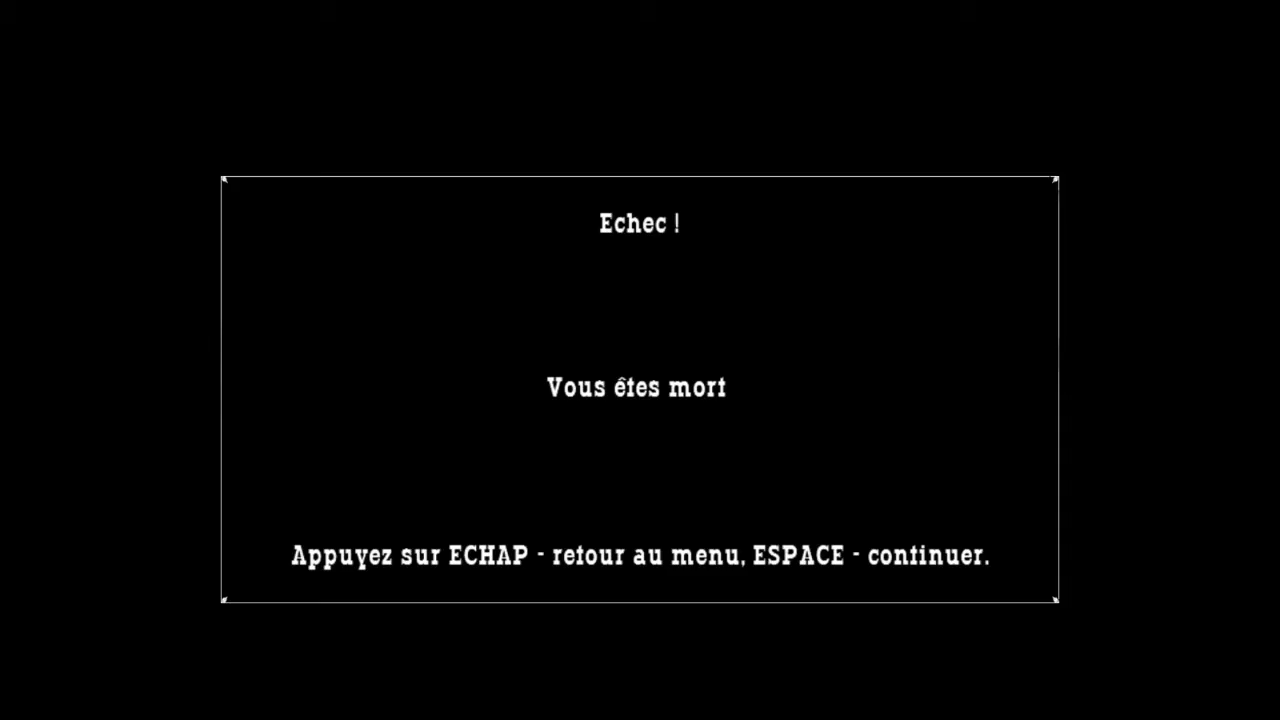 Echec !
Vous êtes mort
Appuyez sur ECHAP - retour au menu, ESPACE - continuer.